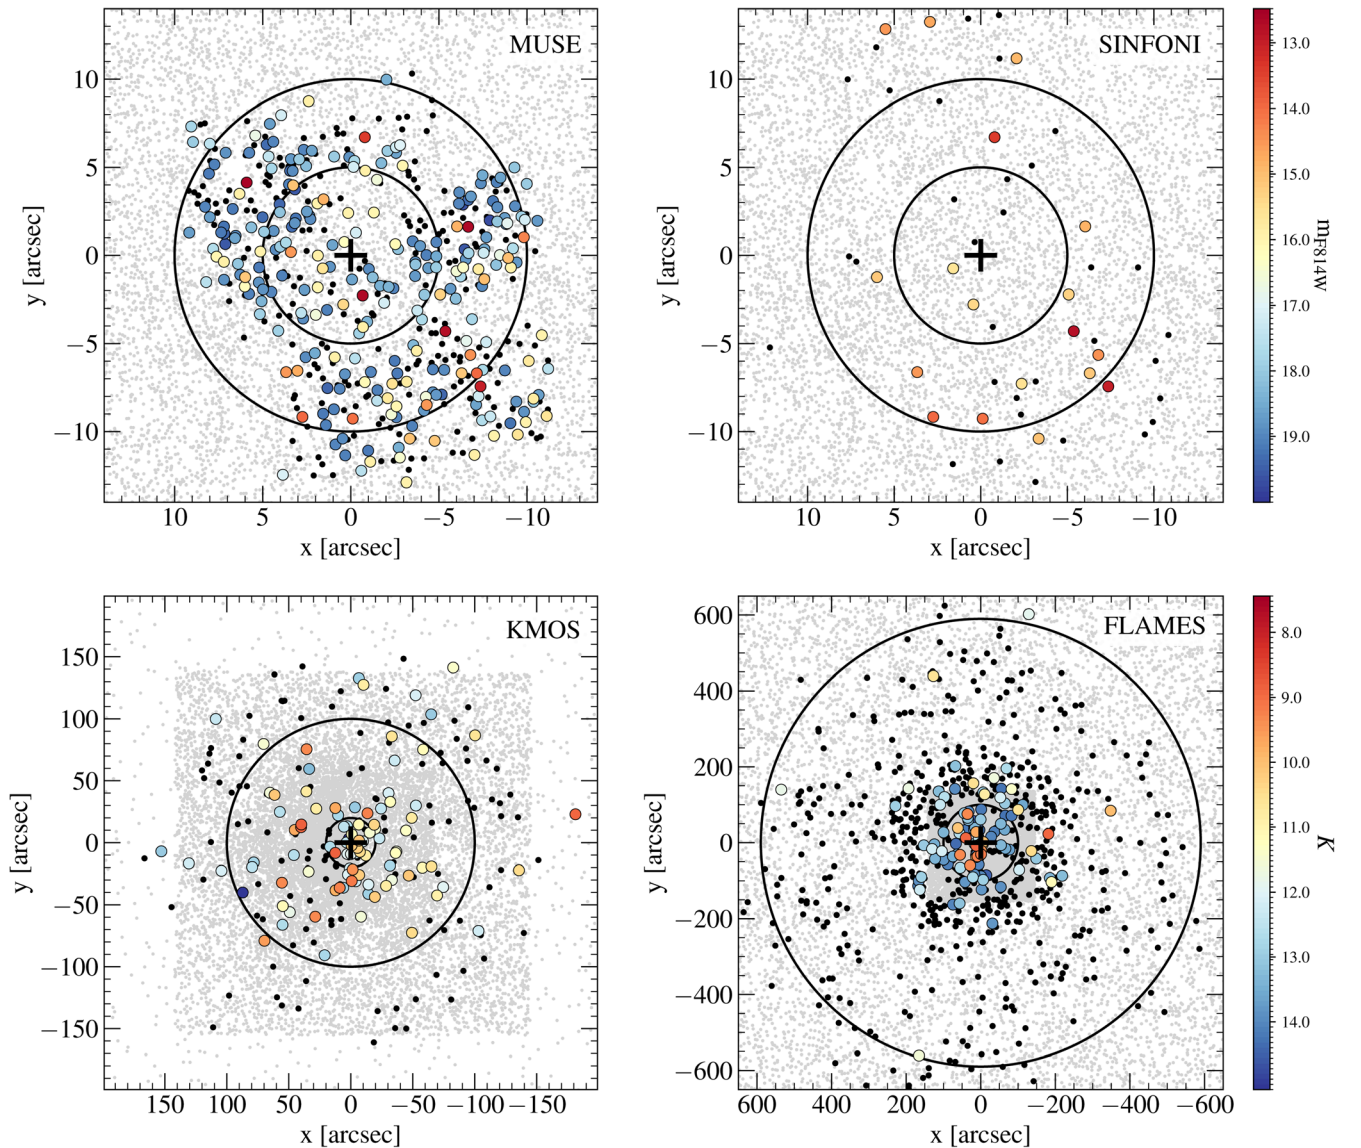 MUSE
10
5
0
−5
−10
y [arcsec]
10 5 0 −5 −10
x [arcsec]
SINFONI
10
5
0
−5
−10
y [arcsec]
10 5 0 −5 −10
x [arcsec]
13.0
14.0
15.0
16.0
17.0
18.0
19.0
mF814W
KMOS
150
100
50
0
−50
−100
−150
y [arcsec]
150 100 50 0 −50 −100 −150
x [arcsec]
FLAMES
600
400
200
0
−200
−400
−600
y [arcsec]
600 400 200 0 −200 −400 −600
x [arcsec]
8.0
9.0
10.0
11.0
12.0
13.0
14.0
K